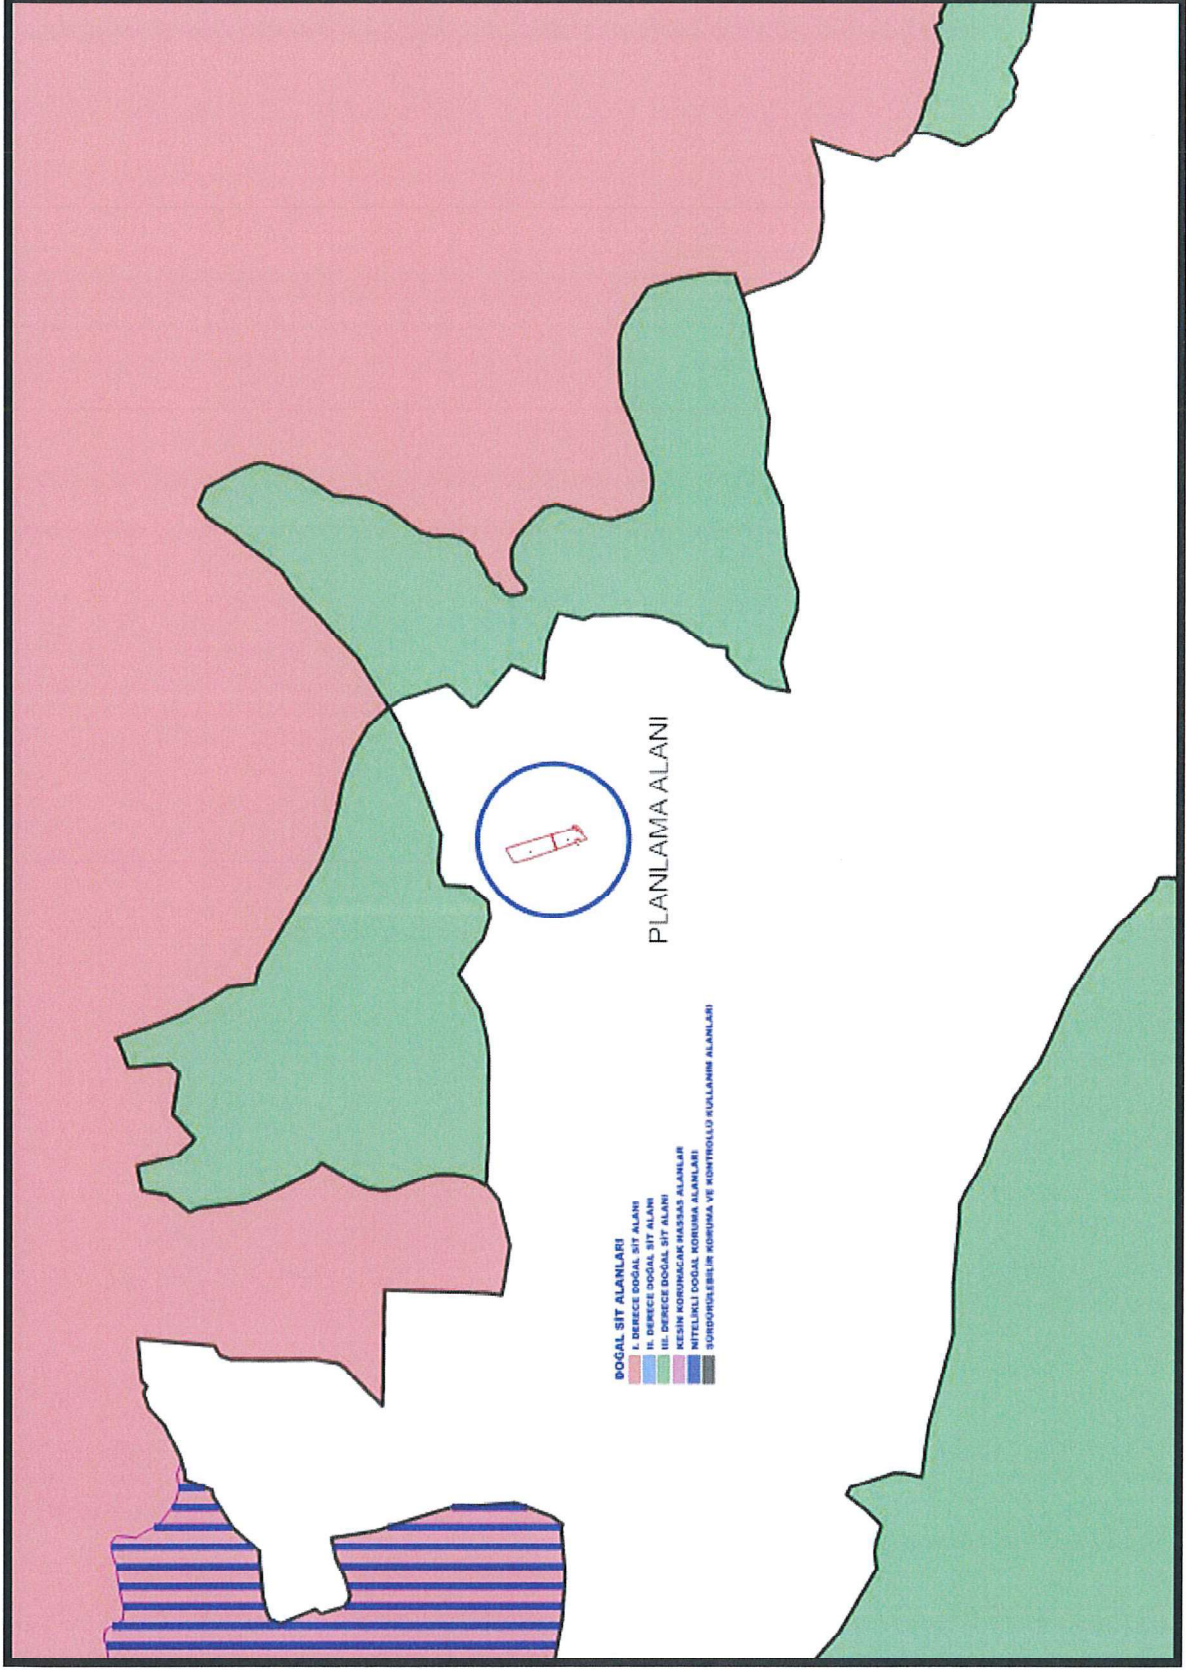 PLANLAMA ALANI
DOĞAL SİT ALANLARI
I. DERECE DOĞAL SİT ALANI
II. DERECE DOĞAL SİT ALANI
III. DERECE DOĞAL SİT ALANI
KESİN KORUNACAK HASSAS ALANLAR
NİTELİKLİ DOĞAL KORUMA ALANLARI
SÜRDÜRÜLEBİLİR KORUMA VE KONTROLLÜ KULLANIM ALANLARI